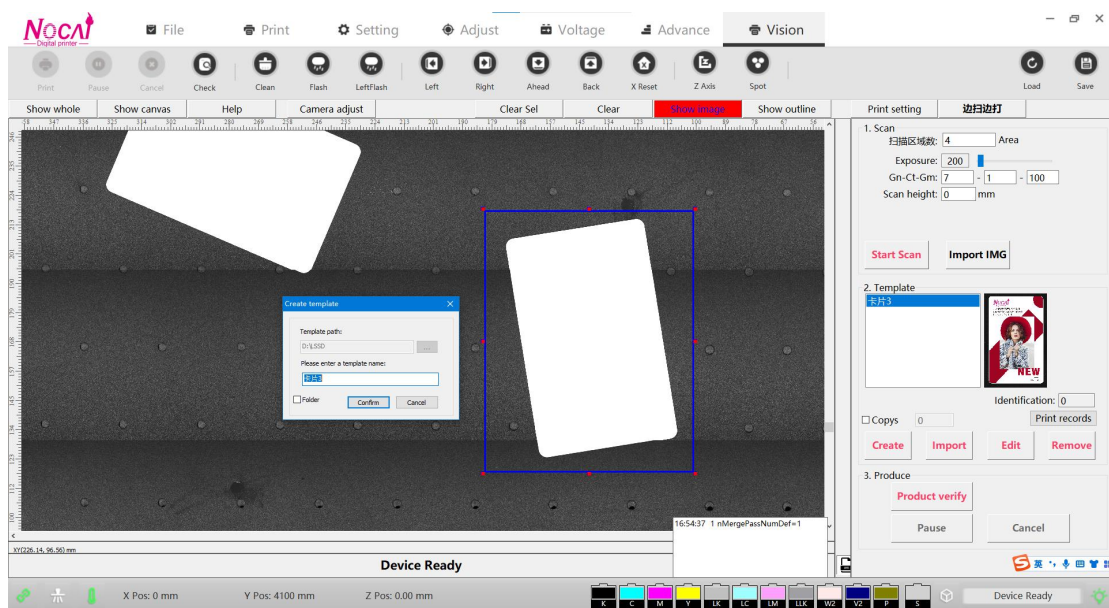 NOCAI
Digital printer
File
Print
Setting
Adjust
Voltage
Advance
Vision
Print
Pause
Cancel
Check
Clean
Flash
LeftFlash
Left
Right
Ahead
Back
X Reset
Z Axis
Spot
Load
Save
Show whole
Show canvas
Help
Camera adjust
Clear Sel
Clear
Show image
Show outline
Print setting
边扫边打
1. Scan
扫描区域数: 4 Area
Exposure: 200
Gn-Ct-Gm: 7 - 1 - 100
Scan height: 0 mm
Start Scan
Import IMG
2. Template
卡片3
NEW
Identification: 0
Copys 0
Print records
Create
Import
Edit
Remove
3. Produce
Product verify
Pause
Cancel
Create template
Template path:
D:\LSSD
...
Please enter a template name:
卡片3
Folder
Confirm
Cancel
16:54:37 1 nMergePassNumDef=1
XY(226.14, 96.56) mm
Device Ready
英
X Pos: 0 mm
Y Pos: 4100 mm
Z Pos: 0.00 mm
K
C
M
Y
LK
LC
LM
LLK
W2
V2
P
S
Device Ready